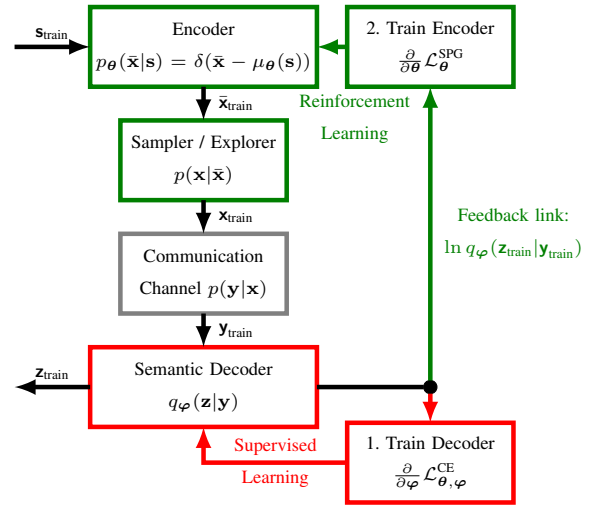 s_train
Encoder
p_θ(x̄|s) = δ(x̄ − μ_θ(s))
2. Train Encoder
∂/∂θ ℒ_θ^SPG
x̄_train
Reinforcement
Learning
Sampler / Explorer
p(x|x̄)
x_train
Communication
Channel p(y|x)
Feedback link:
ln q_φ(z_train|y_train)
y_train
z_train
Semantic Decoder
q_φ(z|y)
Supervised
Learning
1. Train Decoder
∂/∂φ ℒ_θ,φ^CE